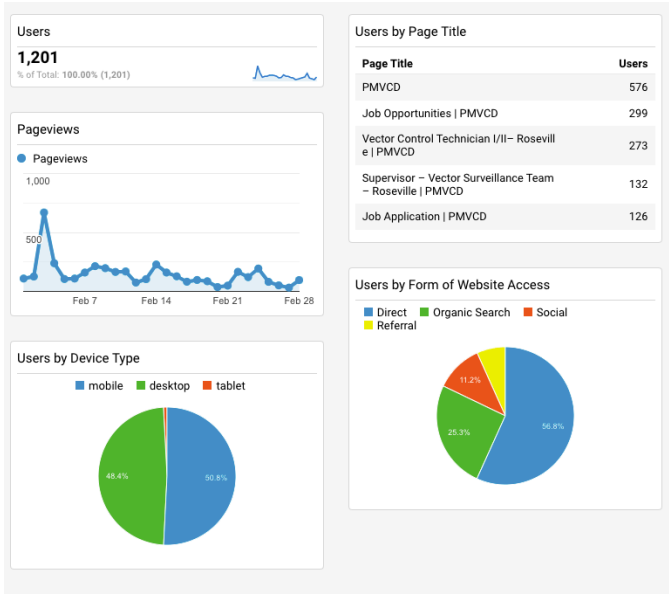 Users
1,201
% of Total: 100.00% (1,201)
Pageviews
Pageviews
1,000
500
Feb 7 Feb 14 Feb 21 Feb 28
Users by Device Type
mobile desktop tablet
48.4% 50.8%
Users by Page Title
Page Title Users
PMVCD 576
Job Opportunities | PMVCD 299
Vector Control Technician I/II– Rosevill
e | PMVCD 273
Supervisor – Vector Surveillance Team
– Roseville | PMVCD 132
Job Application | PMVCD 126
Users by Form of Website Access
Direct Organic Search Social
Referral
11.2%
25.3% 56.8%